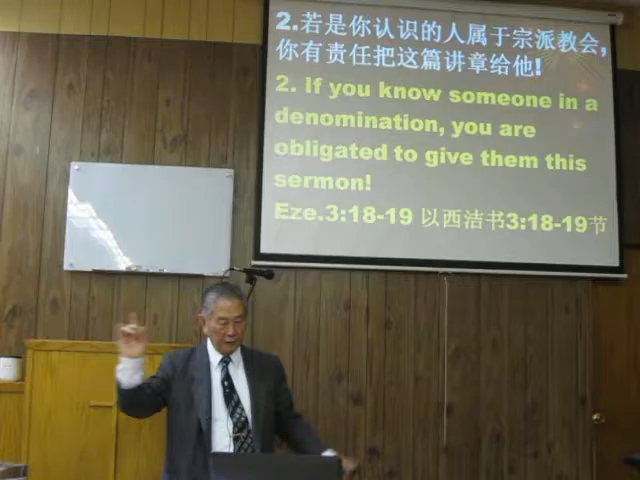 2.若是你认识的人属于宗派教会,
你有责任把这篇讲章给他!
2. If you know someone in a
denomination, you are
obligated to give them this
sermon!
Eze.3:18-19 以西洁书3:18-19节